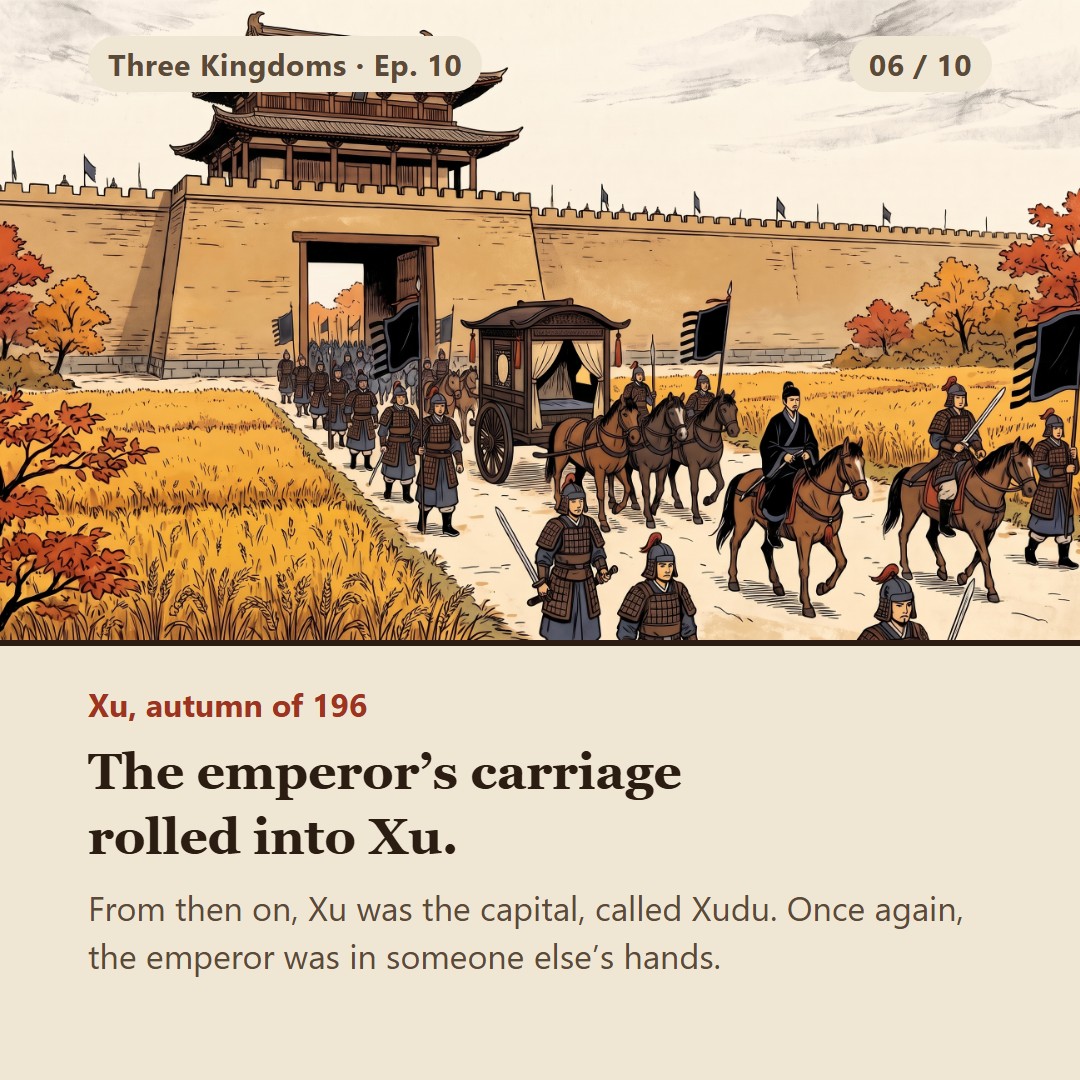 Three Kingdoms · Ep. 10
06 / 10
Xu, autumn of 196
The emperor’s carriage
rolled into Xu.
From then on, Xu was the capital, called Xudu. Once again,
the emperor was in someone else’s hands.